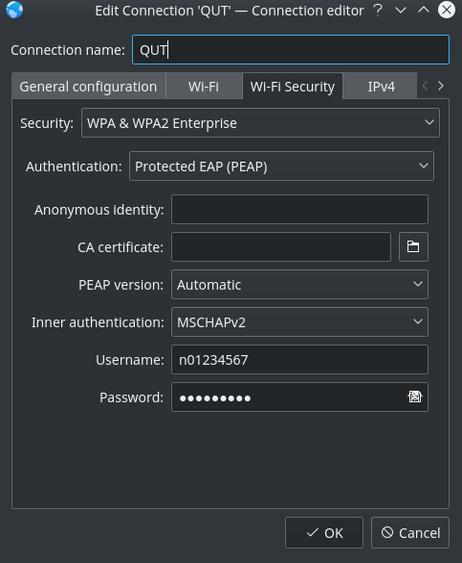 Edit Connection 'QUT' — Connection editor
Connection name: QUT
General configuration Wi-Fi Wi-Fi Security IPv4
Security: WPA & WPA2 Enterprise
Authentication: Protected EAP (PEAP)
Anonymous identity:
CA certificate:
PEAP version: Automatic
Inner authentication: MSCHAPv2
Username: n01234567
Password: ●●●●●●●●●
OK Cancel